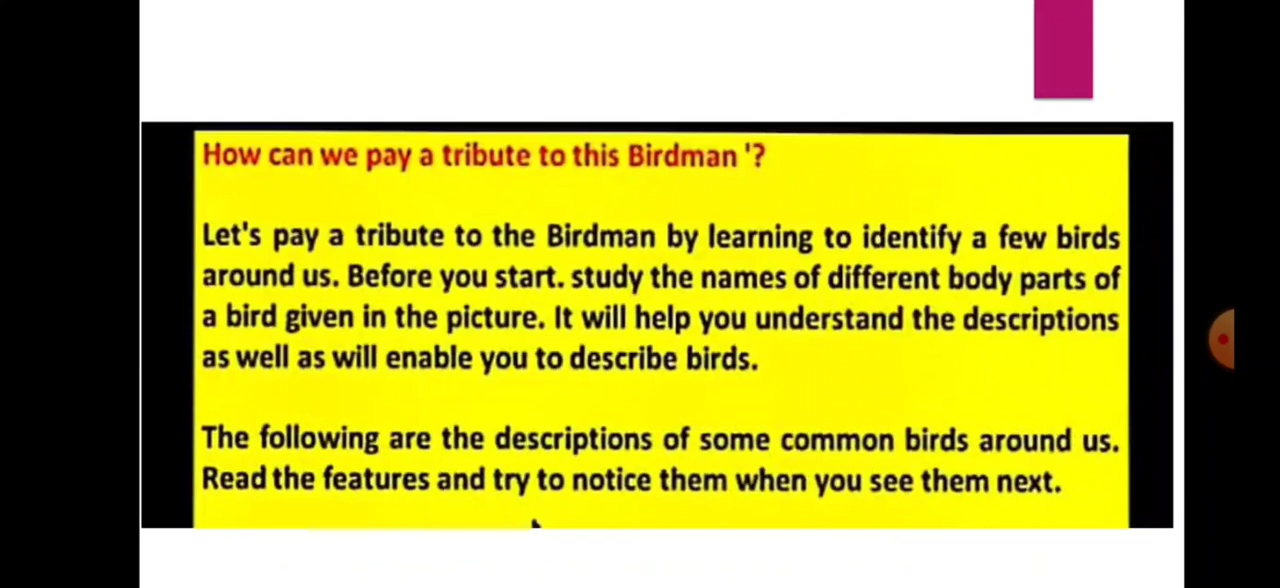 How can we pay a tribute to this Birdman '?
Let's pay a tribute to the Birdman by learning to identify a few birds
around us. Before you start. study the names of different body parts of
a bird given in the picture. It will help you understand the descriptions
as well as will enable you to describe birds.
The following are the descriptions of some common birds around us.
Read the features and try to notice them when you see them next.